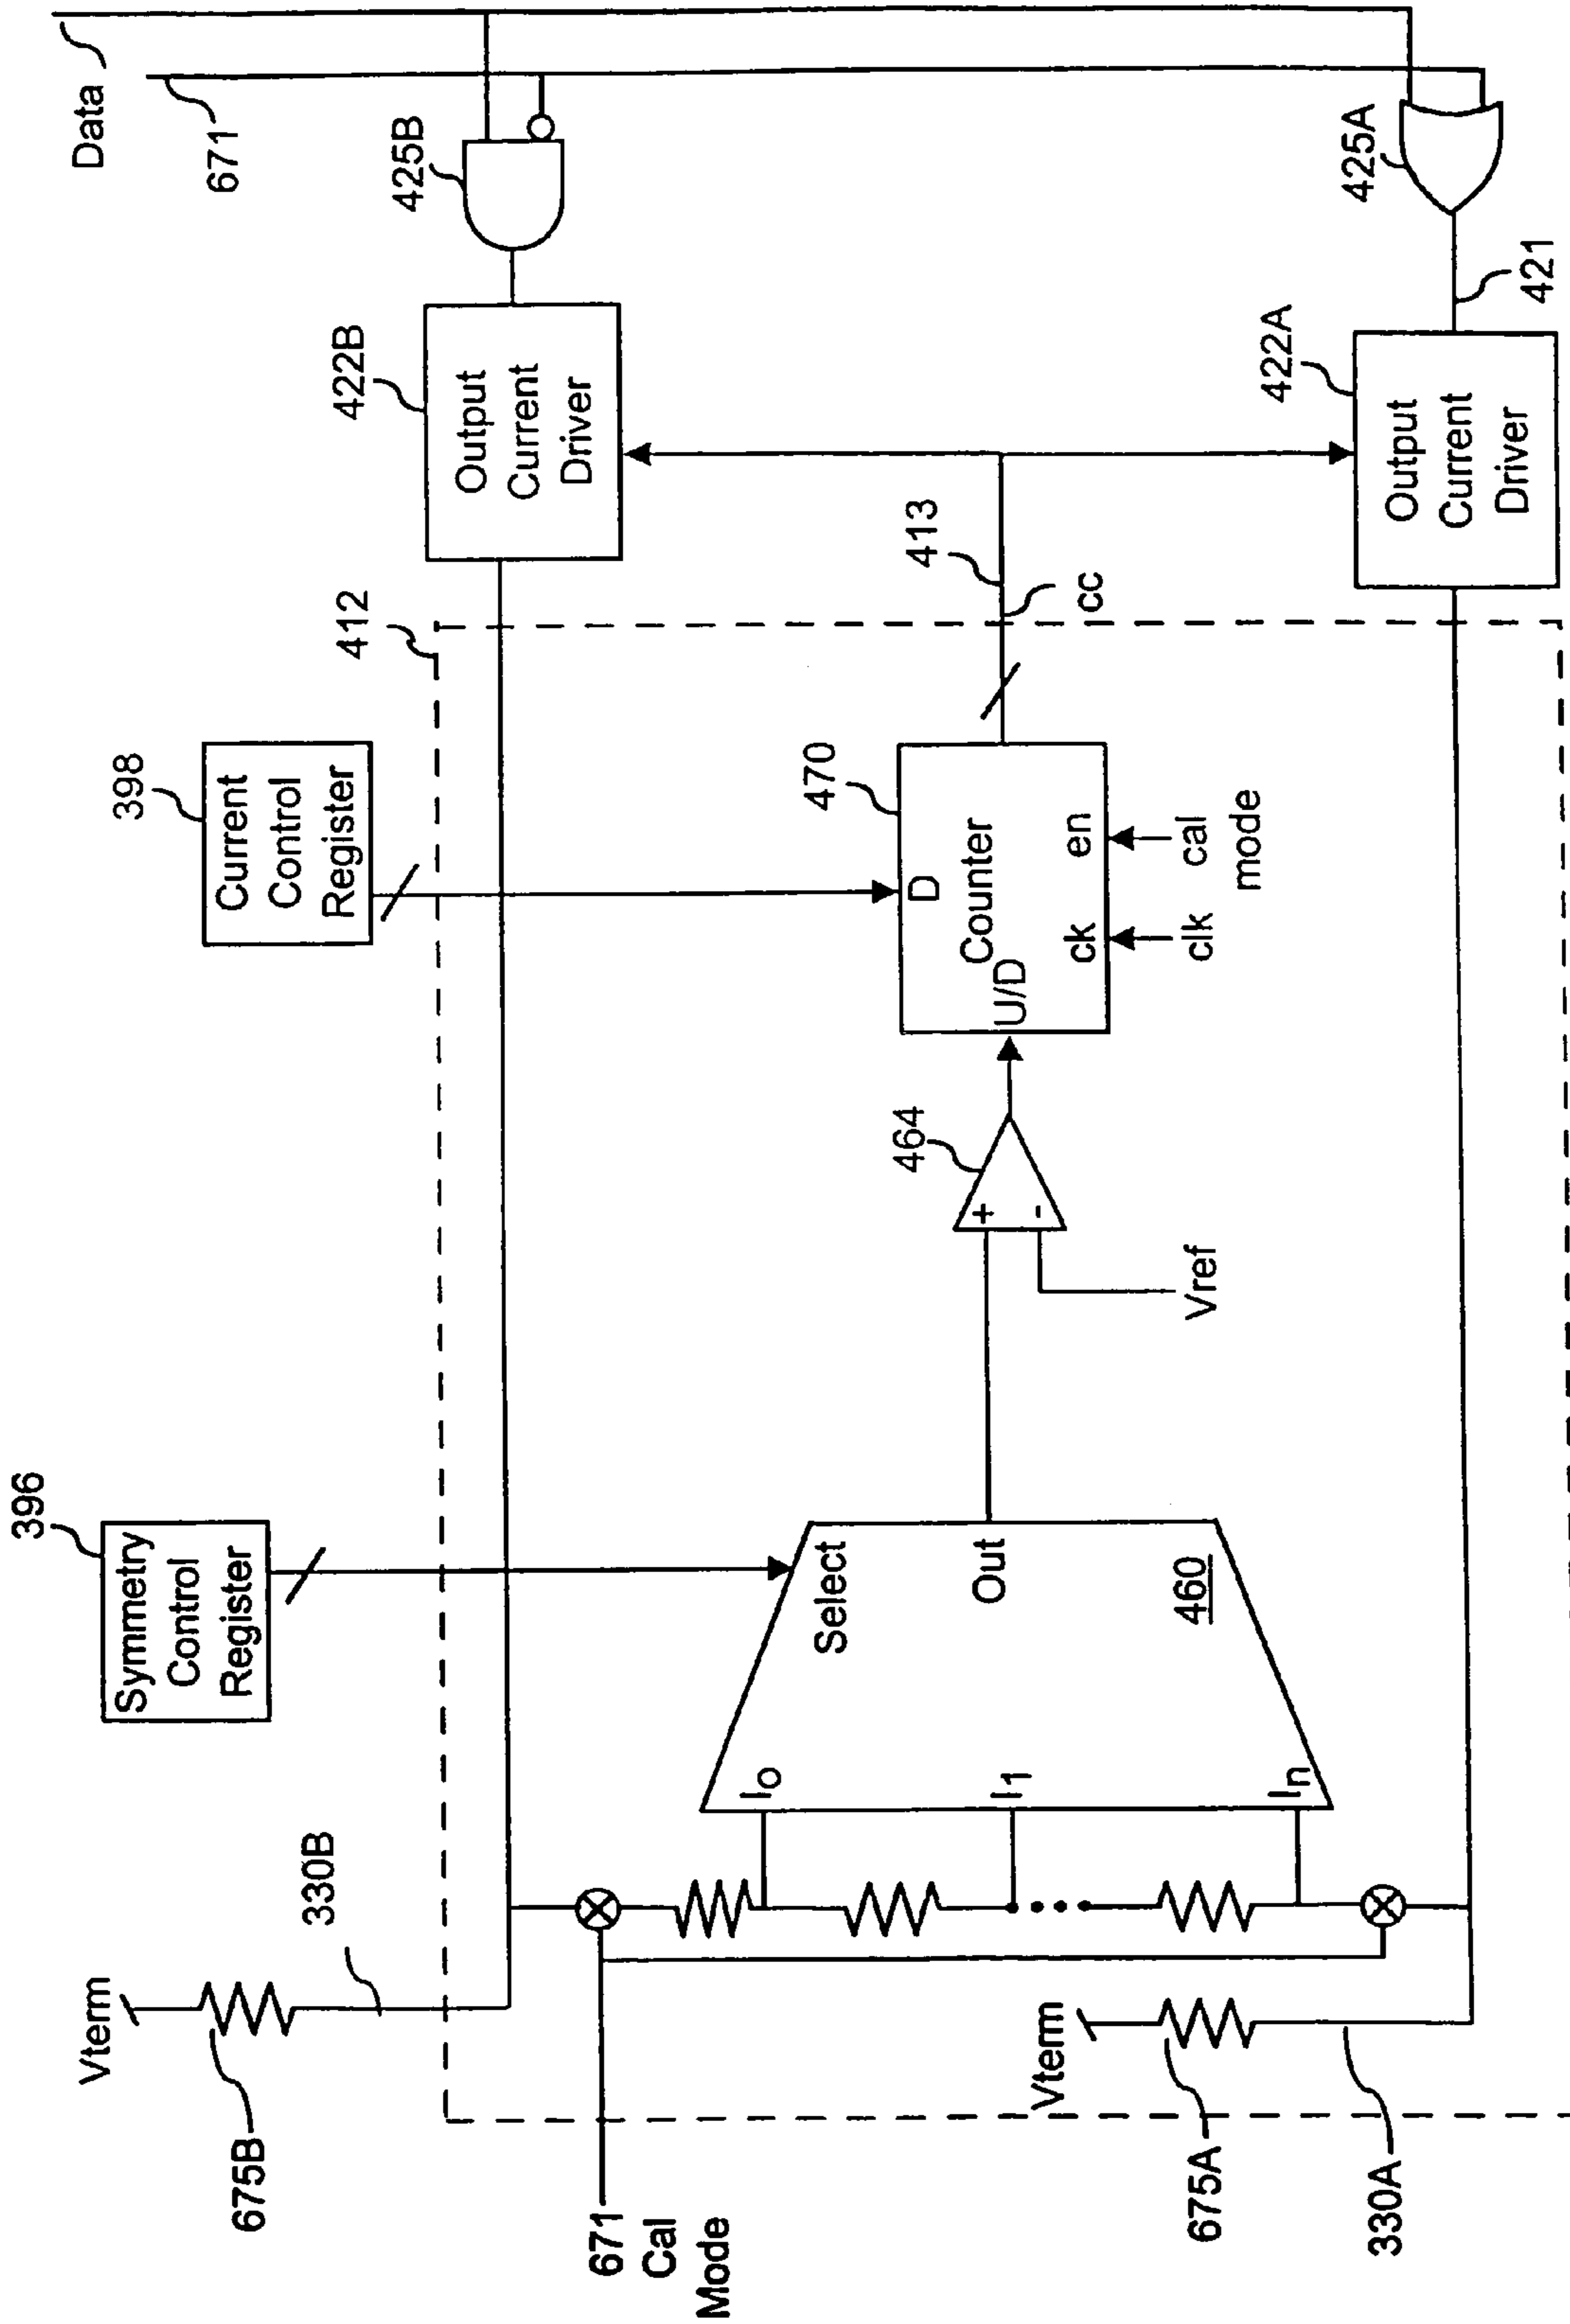 396
Symmetry
Control
Register
398
Current
Control
Register
Data
671
Vterm
675B
330B
412
422B
Output
Current
Driver
425B
671
Cal
Mode
I0
I1
In
Select
Out
460
464
+
-
Vref
470
D
Counter
U/D
ck
en
clk
cal
mode
413
cc
Vterm
675A
330A
422A
Output
Current
Driver
421
425A